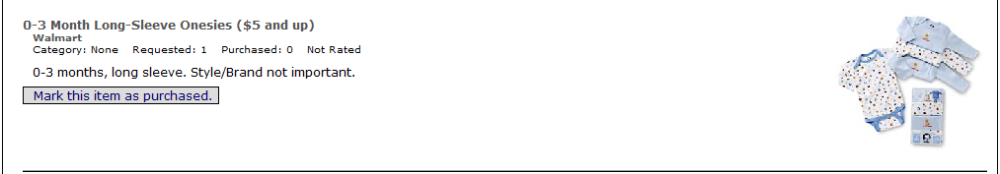 0-3 Month Long-Sleeve Onesies ($5 and up)
Walmart
Category: None Requested: 1 Purchased: 0 Not Rated
0-3 months, long sleeve. Style/Brand not important.
Mark this item as purchased.